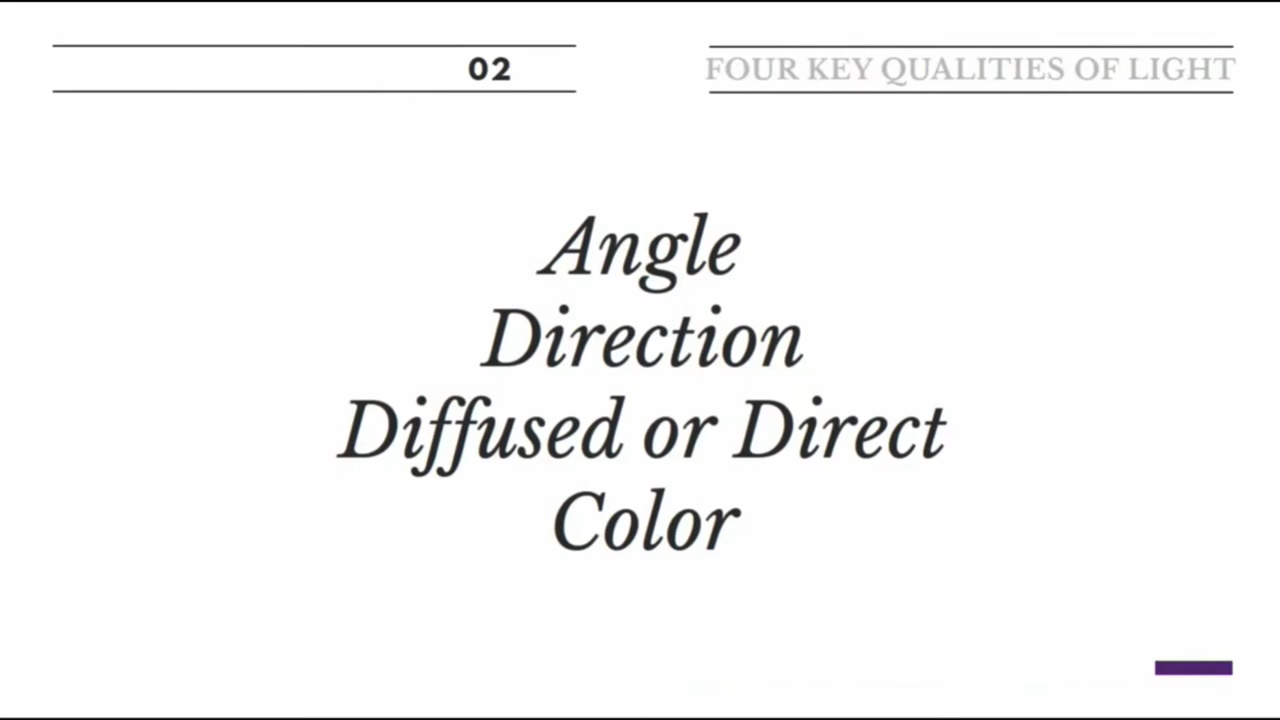 02
FOUR KEY QUALITIES OF LIGHT
Angle
Direction
Diffused or Direct
Color